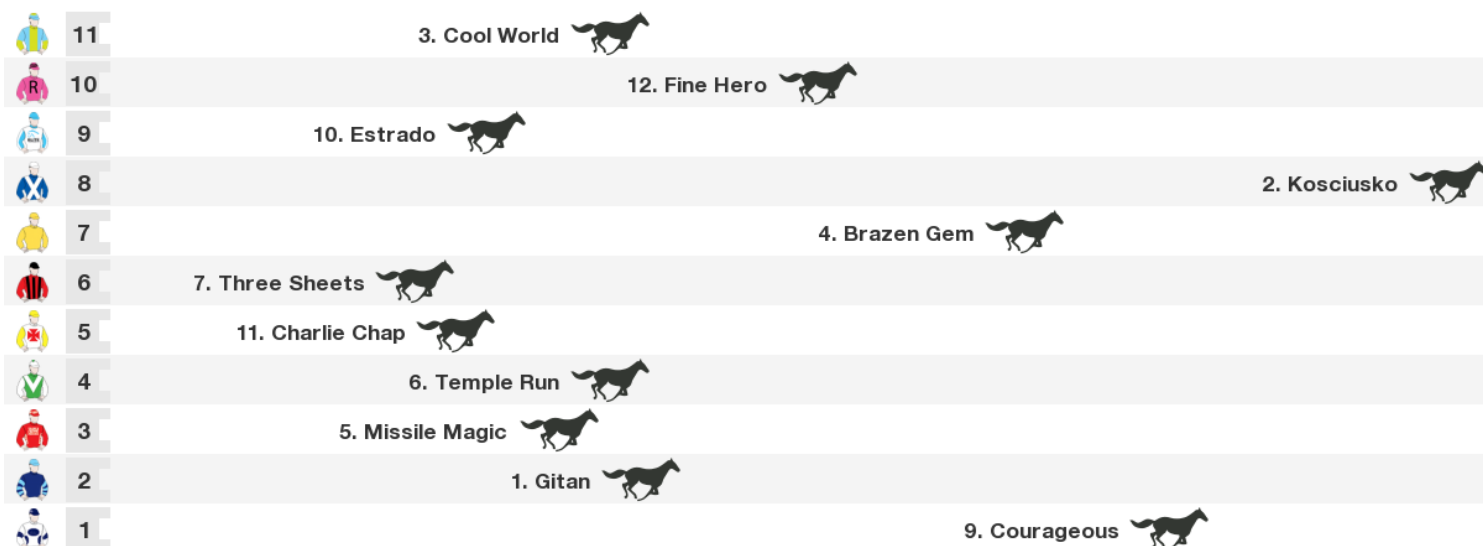 11 3. Cool World
R 10 12. Fine Hero
9 10. Estrado
8 2. Kosciusko
7 4. Brazen Gem
6 7. Three Sheets
5 11. Charlie Chap
4 6. Temple Run
3 5. Missile Magic
2 1. Gitan
1 9. Courageous